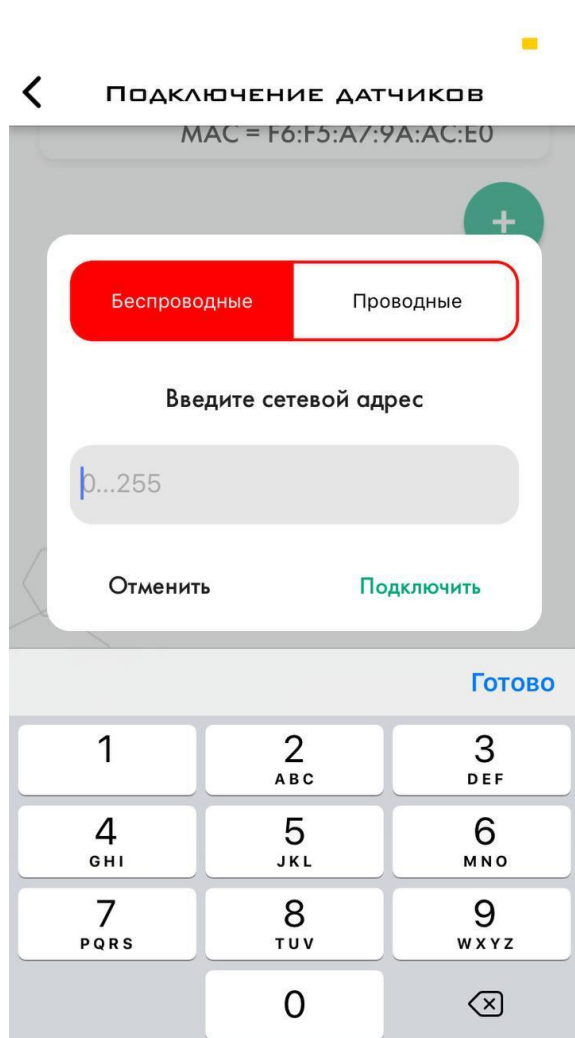 Подключение датчиков
MAC = F6:F5:A7:9A:AC:E0
+
Беспроводные Проводные
Введите сетевой адрес
0...255
Отменить Подключить
Готово
1 2 3
ABC DEF
4 5 6
GHI JKL MNO
7 8 9
PQRS TUV WXYZ
0